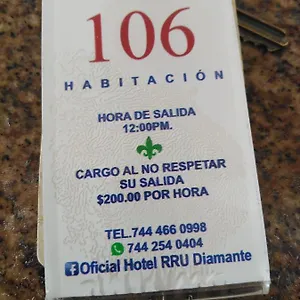 106
HABITACIÓN
HORA DE SALIDA
12:00PM.
CARGO AL NO RESPETAR
SU SALIDA
$200.00 POR HORA
TEL.744 466 0998
744 254 0404
Oficial Hotel RRU Diamante